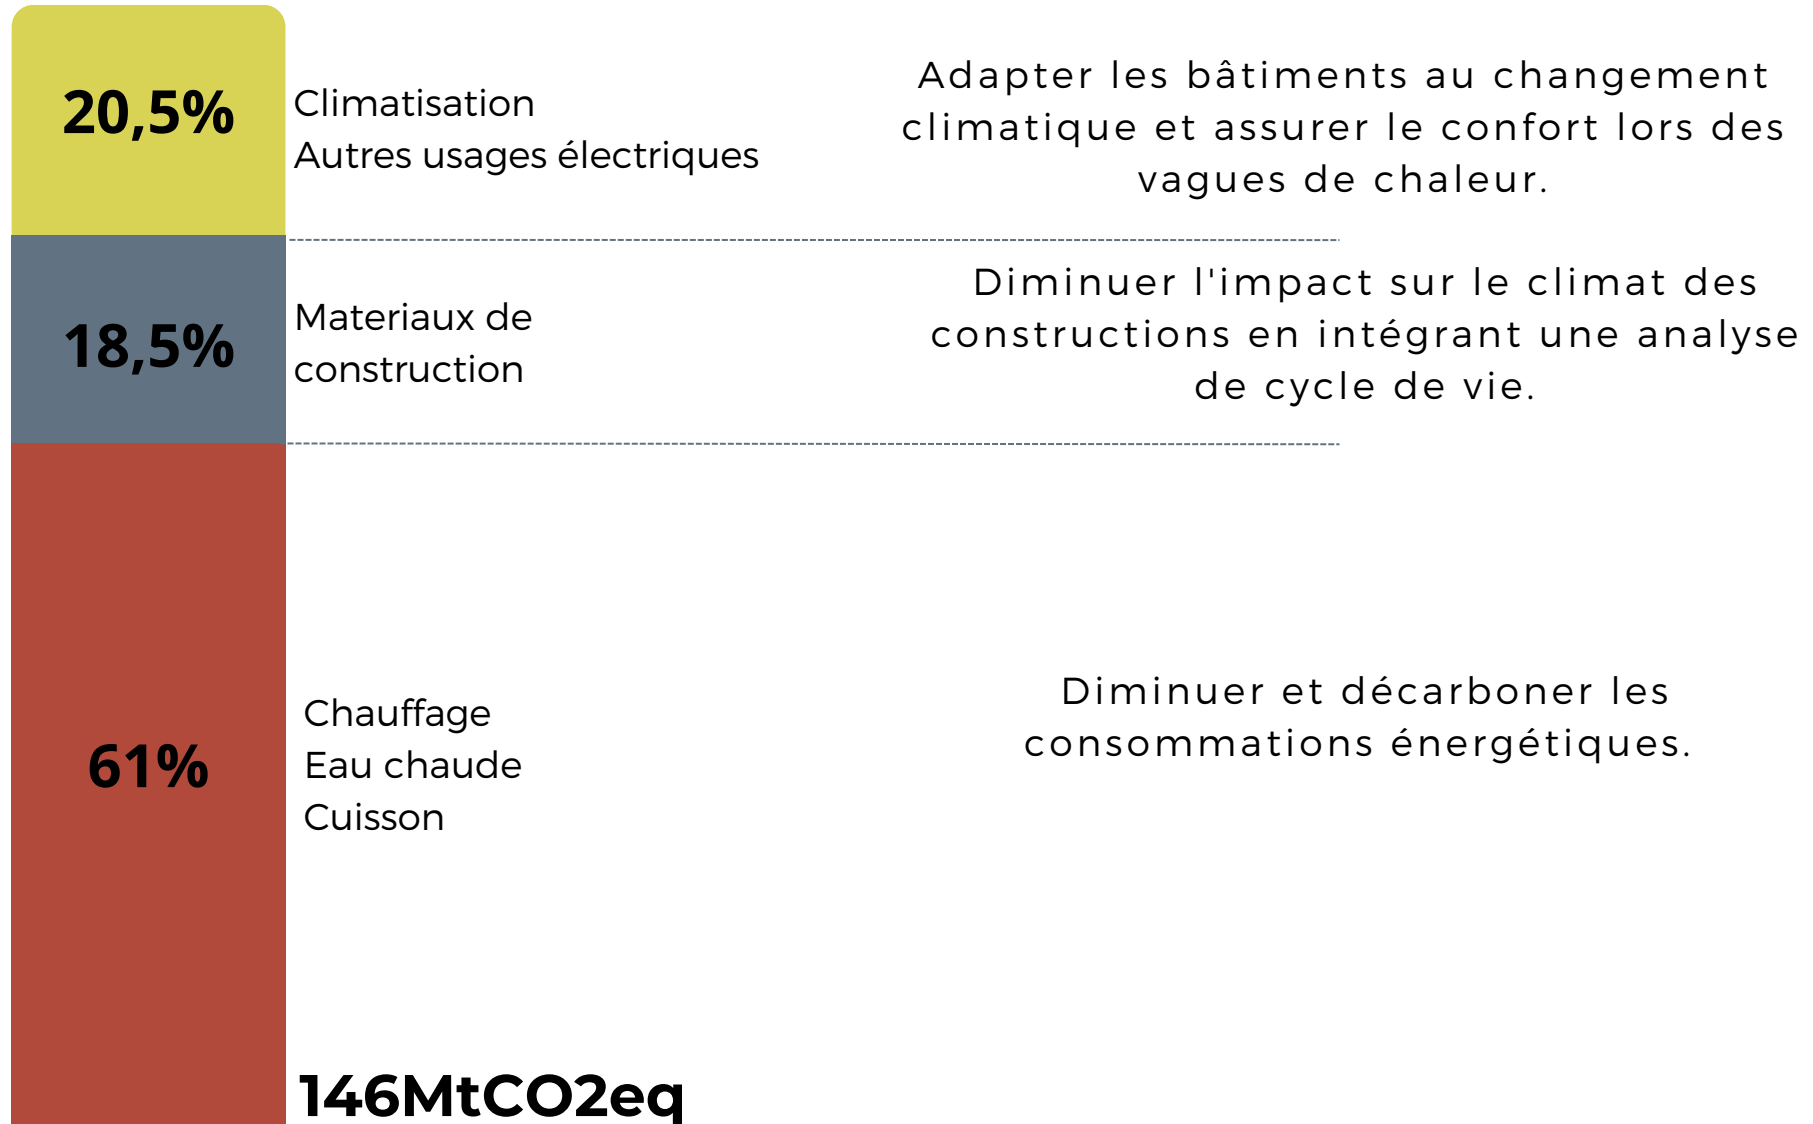 20,5%
Climatisation
Autres usages électriques
Adapter les bâtiments au changement
climatique et assurer le confort lors des
vagues de chaleur.
18,5%
Materiaux de
construction
Diminuer l'impact sur le climat des
constructions en intégrant une analyse
de cycle de vie.
61%
Chauffage
Eau chaude
Cuisson
Diminuer et décarboner les
consommations énergétiques.
146MtCO2eq